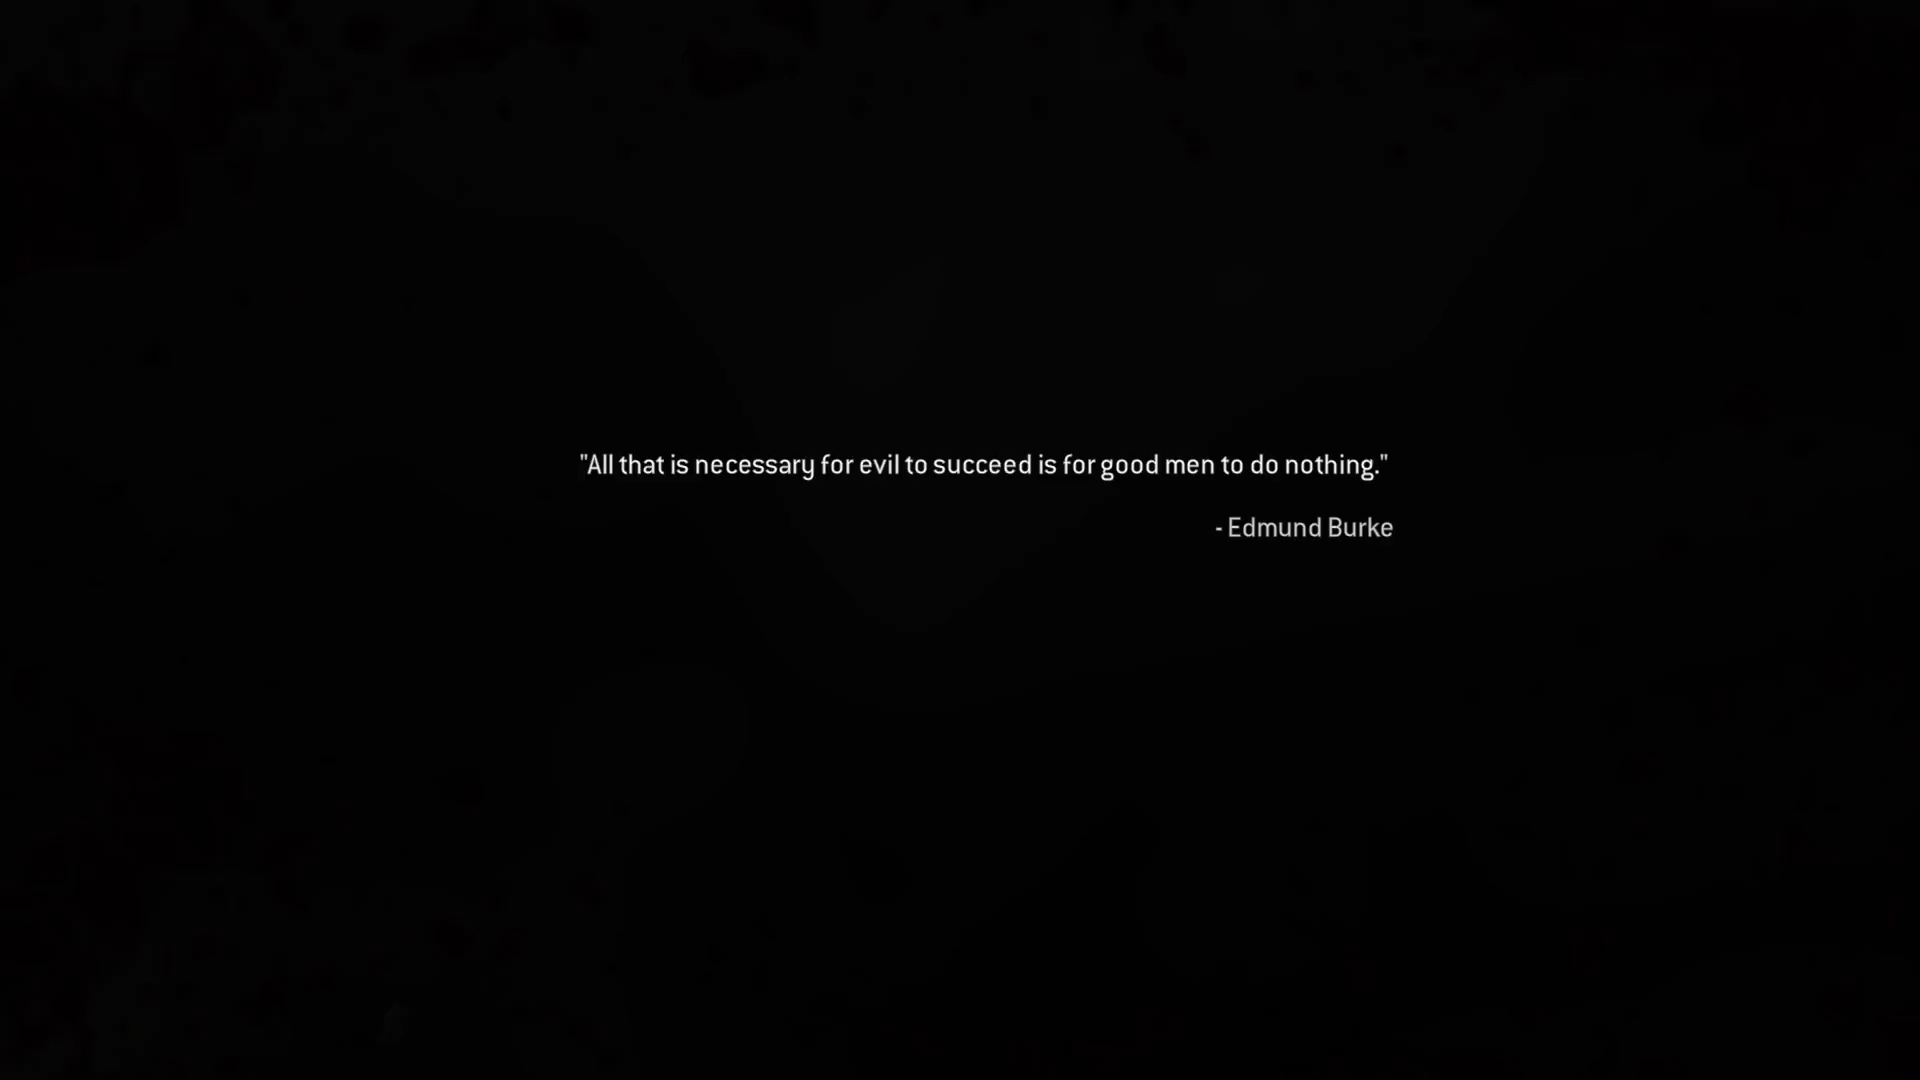 "All that is necessary for evil to succeed is for good men to do nothing."
- Edmund Burke